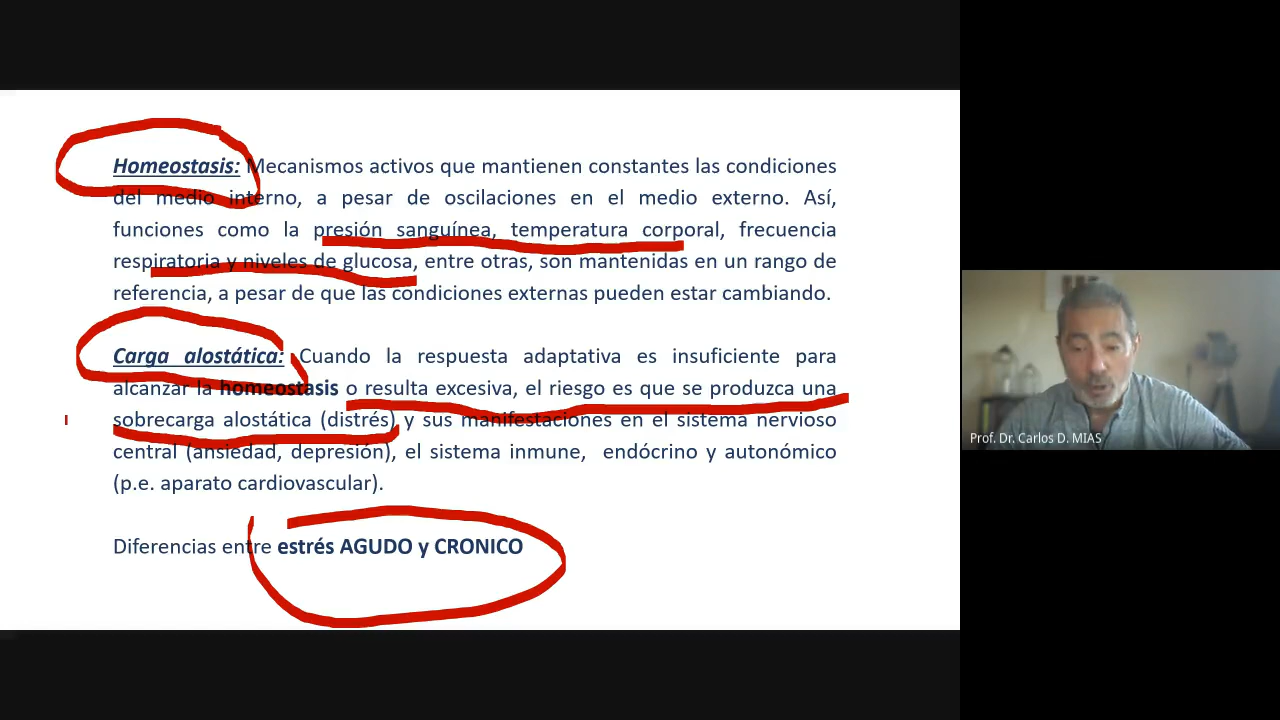 Homeostasis: Mecanismos activos que mantienen constantes las condiciones
del medio interno, a pesar de oscilaciones en el medio externo. Así,
funciones como la presión sanguínea, temperatura corporal, frecuencia
respiratoria y niveles de glucosa, entre otras, son mantenidas en un rango de
referencia, a pesar de que las condiciones externas pueden estar cambiando.
Carga alostática: Cuando la respuesta adaptativa es insuficiente para
alcanzar la homeostasis o resulta excesiva, el riesgo es que se produzca una
sobrecarga alostática (distrés) y sus manifestaciones en el sistema nervioso
central (ansiedad, depresión), el sistema inmune, endócrino y autonómico
(p.e. aparato cardiovascular).
Diferencias entre estrés AGUDO y CRONICO
Prof. Dr. Carlos D. MIAS